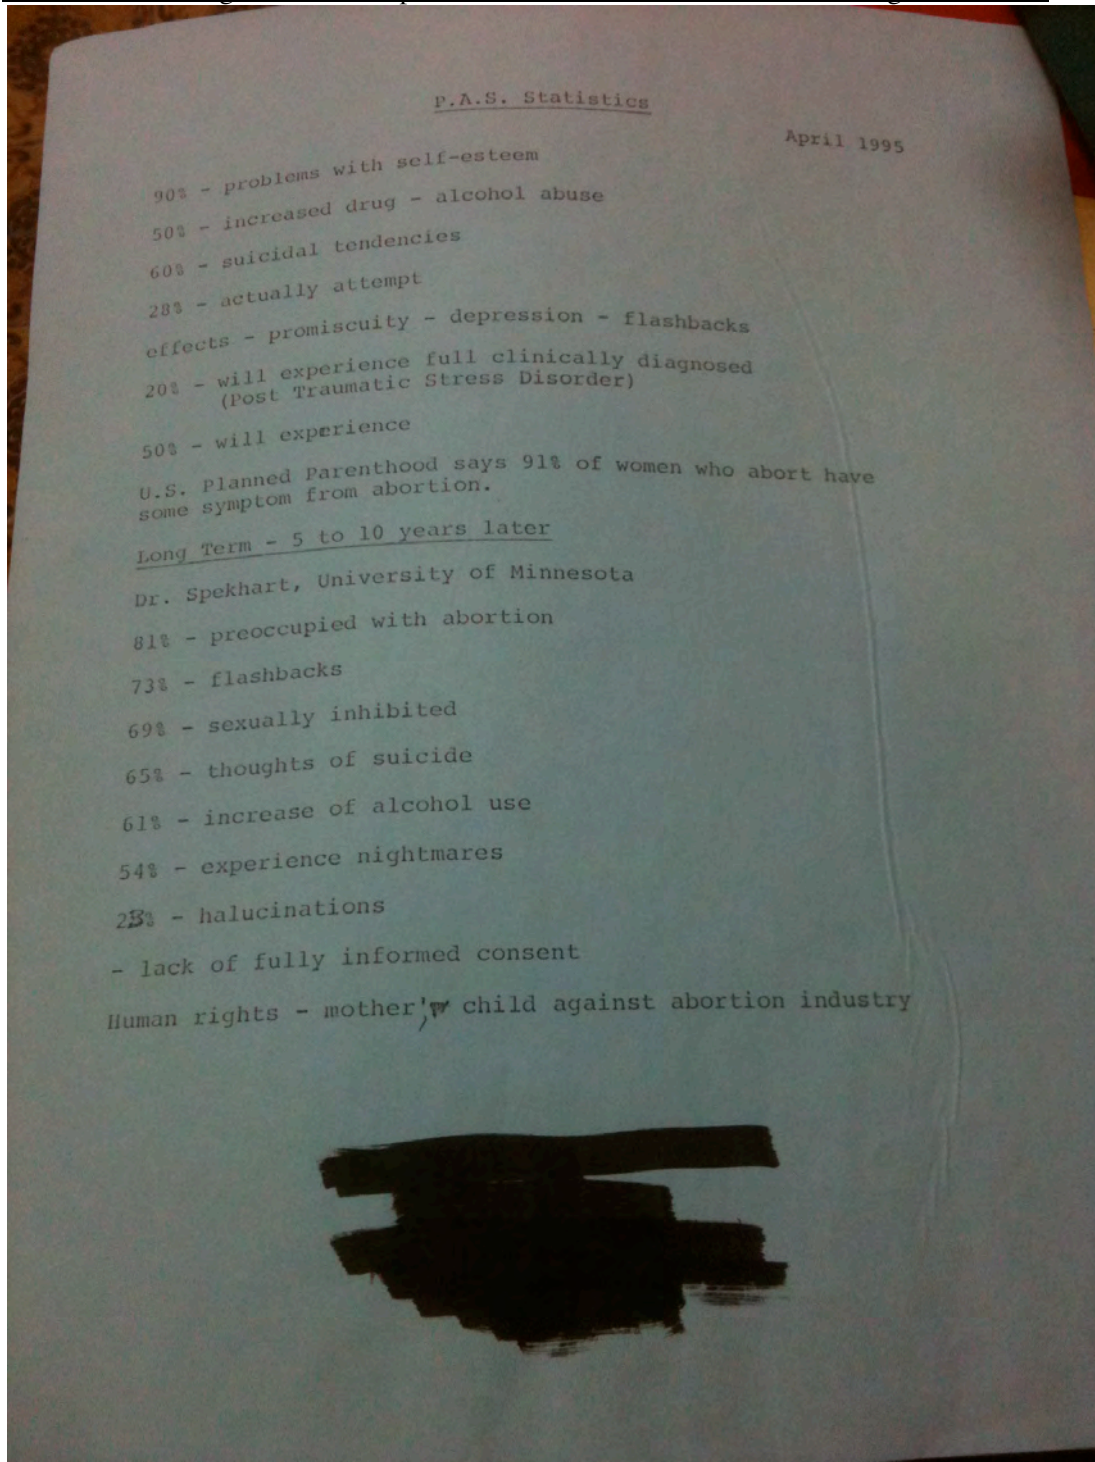 P.A.S. Statistics
April 1995
90% - problems with self-esteem
50% - increased drug - alcohol abuse
60% - suicidal tendencies
28% - actually attempt
effects - promiscuity - depression - flashbacks
20% - will experience full clinically diagnosed
(Post Traumatic Stress Disorder)
50% - will experience
U.S. Planned Parenthood says 91% of women who abort have
some symptom from abortion.
Long Term - 5 to 10 years later
Dr. Spekhart, University of Minnesota
81% - preoccupied with abortion
73% - flashbacks
69% - sexually inhibited
65% - thoughts of suicide
61% - increase of alcohol use
54% - experience nightmares
23% - halucinations
- lack of fully informed consent
Human rights - mother, child against abortion industry